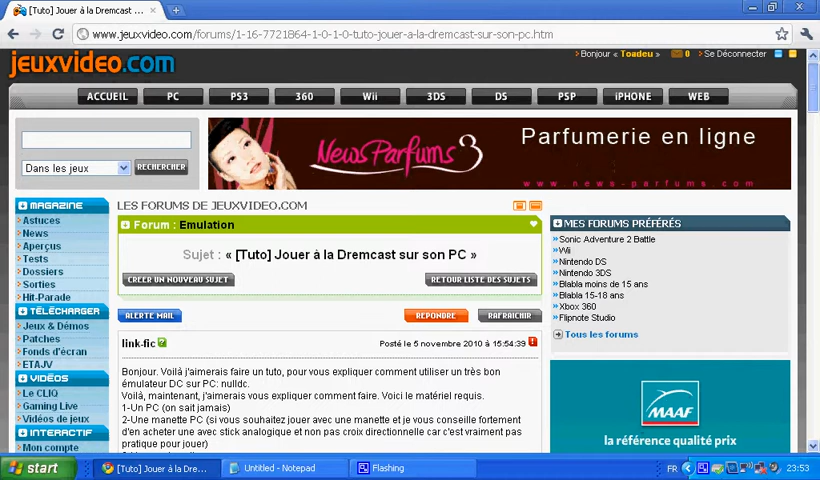 [Tuto] Jouer à la Dremcast ...
www.jeuxvideo.com/forums/1-16-7721864-1-0-1-0-tuto-jouer-a-la-dremcast-sur-son-pc.htm
jeuxvideo.com
Bonjour « Toadeu » 0 Se Déconnecter
ACCUEIL PC PS3 360 Wii 3DS DS PSP iPHONE WEB
Dans les jeux RECHERCHER
NewsParfums 3
Parfumerie en ligne
www.news-parfums.com
MAGAZINE
Astuces
News
Aperçus
Tests
Dossiers
Sorties
Hit-Parade
TÉLÉCHARGER
Jeux & Démos
Patches
Fonds d'écran
ETAJV
VIDÉOS
Le CLIQ
Gaming Live
Vidéos de jeux
INTERACTIF
Mon compte
LES FORUMS DE JEUXVIDEO.COM
Forum : Emulation
Sujet : « [Tuto] Jouer à la Dremcast sur son PC »
CREER UN NOUVEAU SUJET RETOUR LISTE DES SUJETS
ALERTE MAIL REPONDRE RAFRAICHIR
link-fic Posté le 5 novembre 2010 à 15:54:39
Bonjour. Voilà j'aimerais faire un tuto, pour vous expliquer comment utiliser un très bon
émulateur DC sur PC: nulldc.
Voilà, maintenant, j'aimerais vous expliquer comment faire. Voici le matériel requis.
1-Un PC (on sait jamais)
2-Une manette PC (si vous souhaitez jouer avec une manette et je vous conseille fortement
d'en acheter une avec stick analogique et non pas croix directionnelle car c'est vraiment pas
pratique pour jouer)
MES FORUMS PRÉFÉRÉS
Sonic Adventure 2 Battle
Wii
Nintendo DS
Nintendo 3DS
Blabla moins de 15 ans
Blabla 15-18 ans
Xbox 360
Flipnote Studio
Tous les forums
MAAF
la référence qualité prix
start [Tuto] Jouer à la Dre... Untitled - Notepad Flashing FR 23:53